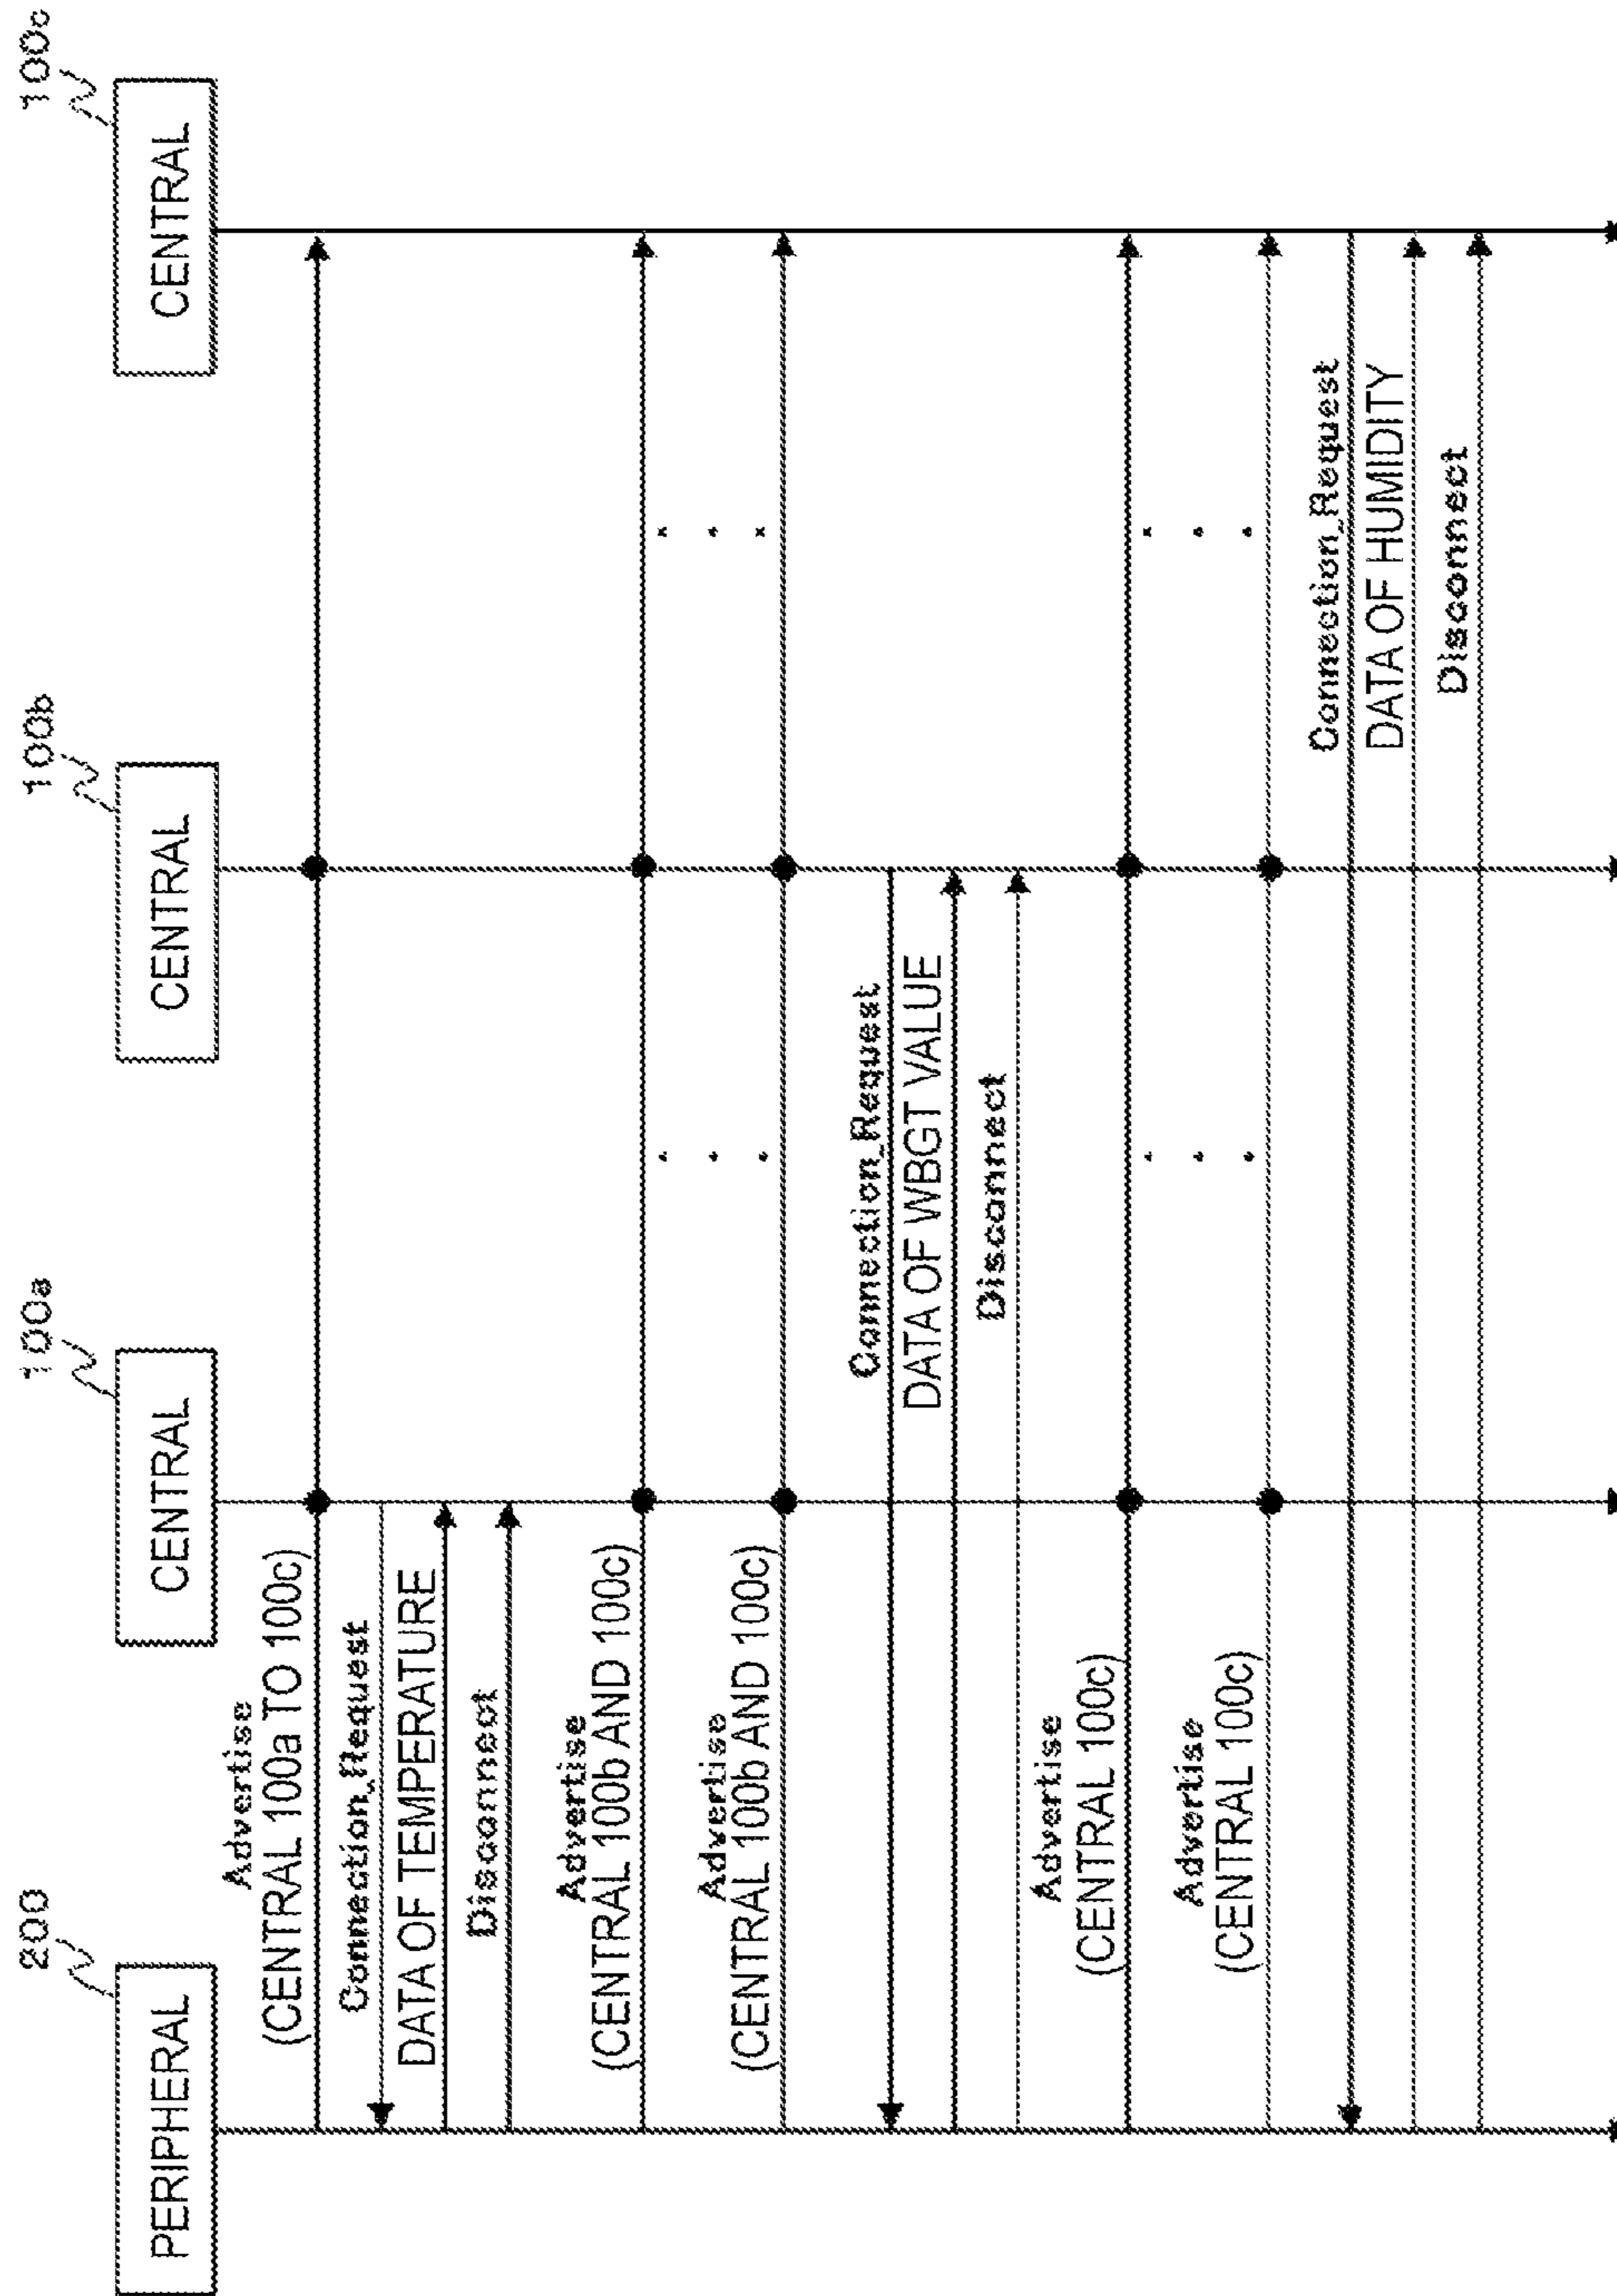 200
100a
100b
100c
PERIPHERAL
CENTRAL
CENTRAL
CENTRAL
Advertise
(CENTRAL 100a TO 100c)
Connection_Request
DATA OF TEMPERATURE
Disconnect
Advertise
(CENTRAL 100b AND 100c)
Advertise
(CENTRAL 100b AND 100c)
Connection_Request
DATA OF WBGT VALUE
Disconnect
Advertise
(CENTRAL 100c)
Advertise
(CENTRAL 100c)
Connection_Request
DATA OF HUMIDITY
Disconnect